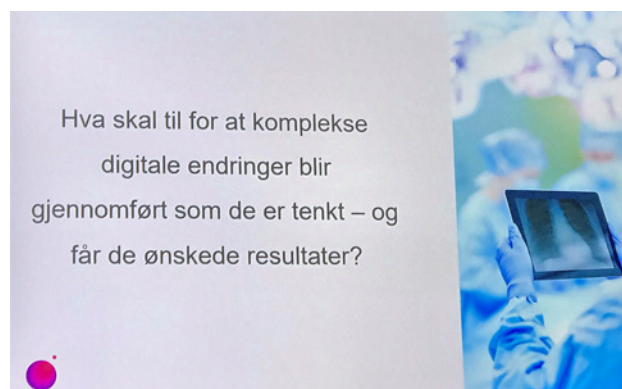 Hva skal til for at komplekse
digitale endringer blir
gjennomført som de er tenkt – og
får de ønskede resultater?